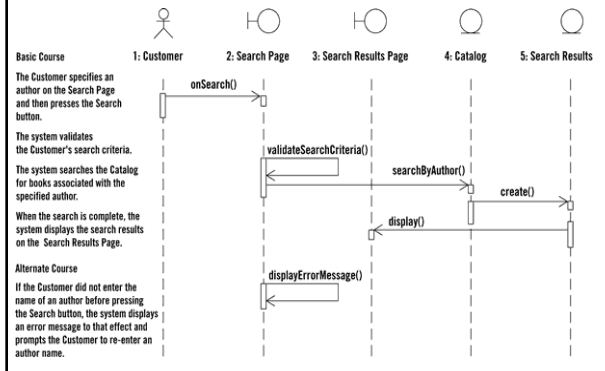 Basic Course
1: Customer
2: Search Page
3: Search Results Page
4: Catalog
5: Search Results
The Customer specifies an
author on the Search Page
and then presses the Search
button.
onSearch()
The system validates
the Customer's search criteria.
validateSearchCriteria()
The system searches the Catalog
for books associated with the
specified author.
searchByAuthor()
create()
When the search is complete, the
system displays the search results
on the Search Results Page.
display()
Alternate Course
If the Customer did not enter the
name of an author before pressing
the Search button, the system displays
an error message to that effect and
prompts the Customer to re-enter an
author name.
displayErrorMessage()